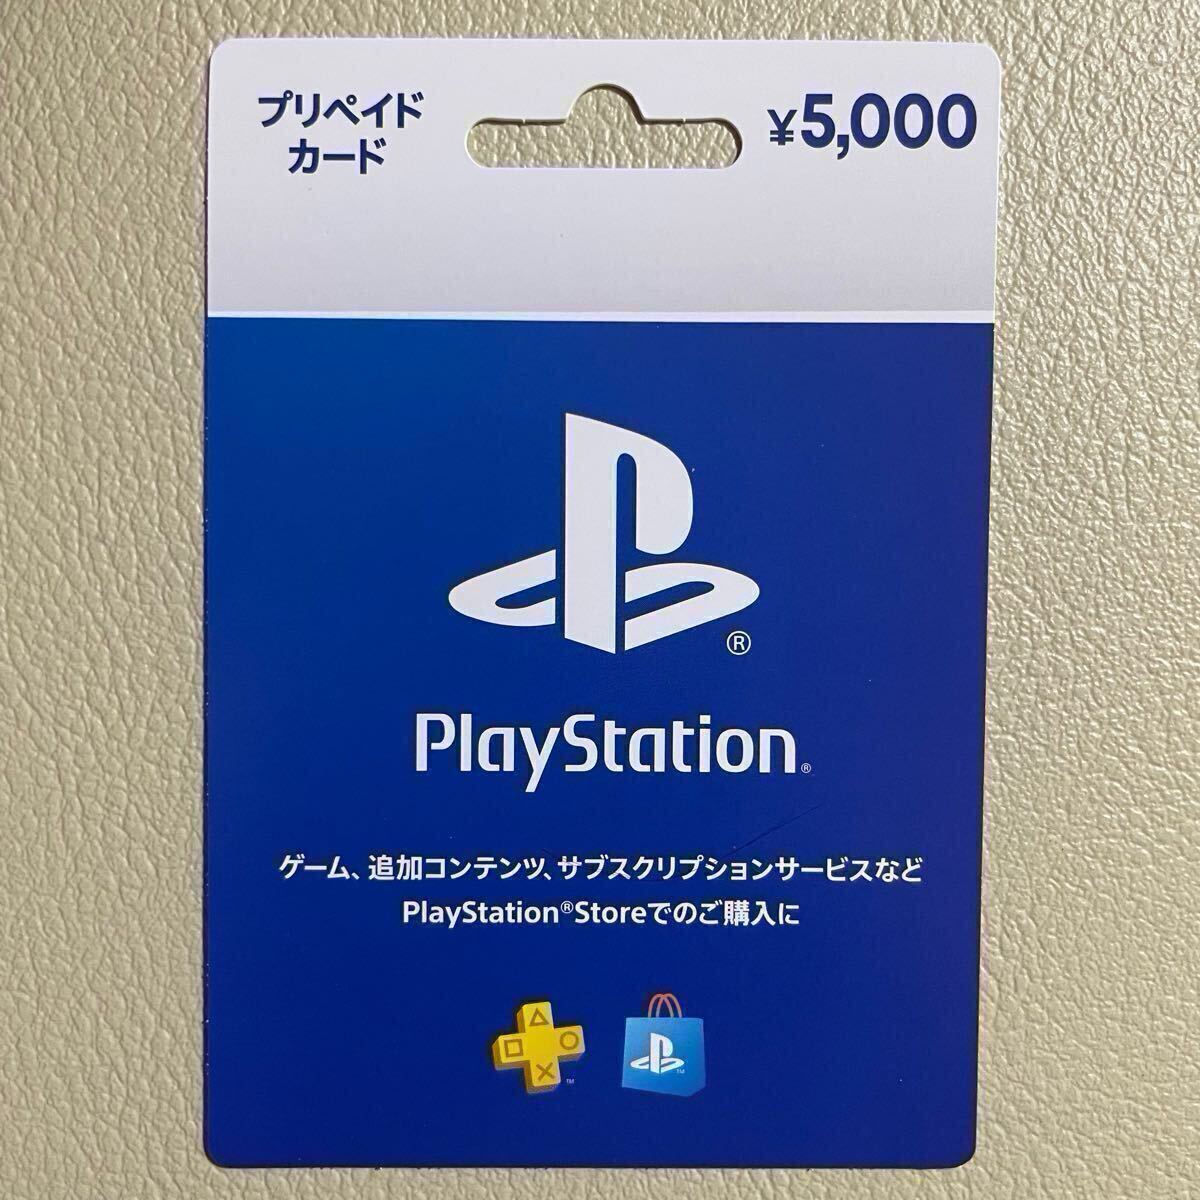 プリペイド
カード
¥5,000
®
PlayStation®
ゲーム、追加コンテンツ、サブスクリプションサービスなど
PlayStation®Storeでのご購入に
TM
TM